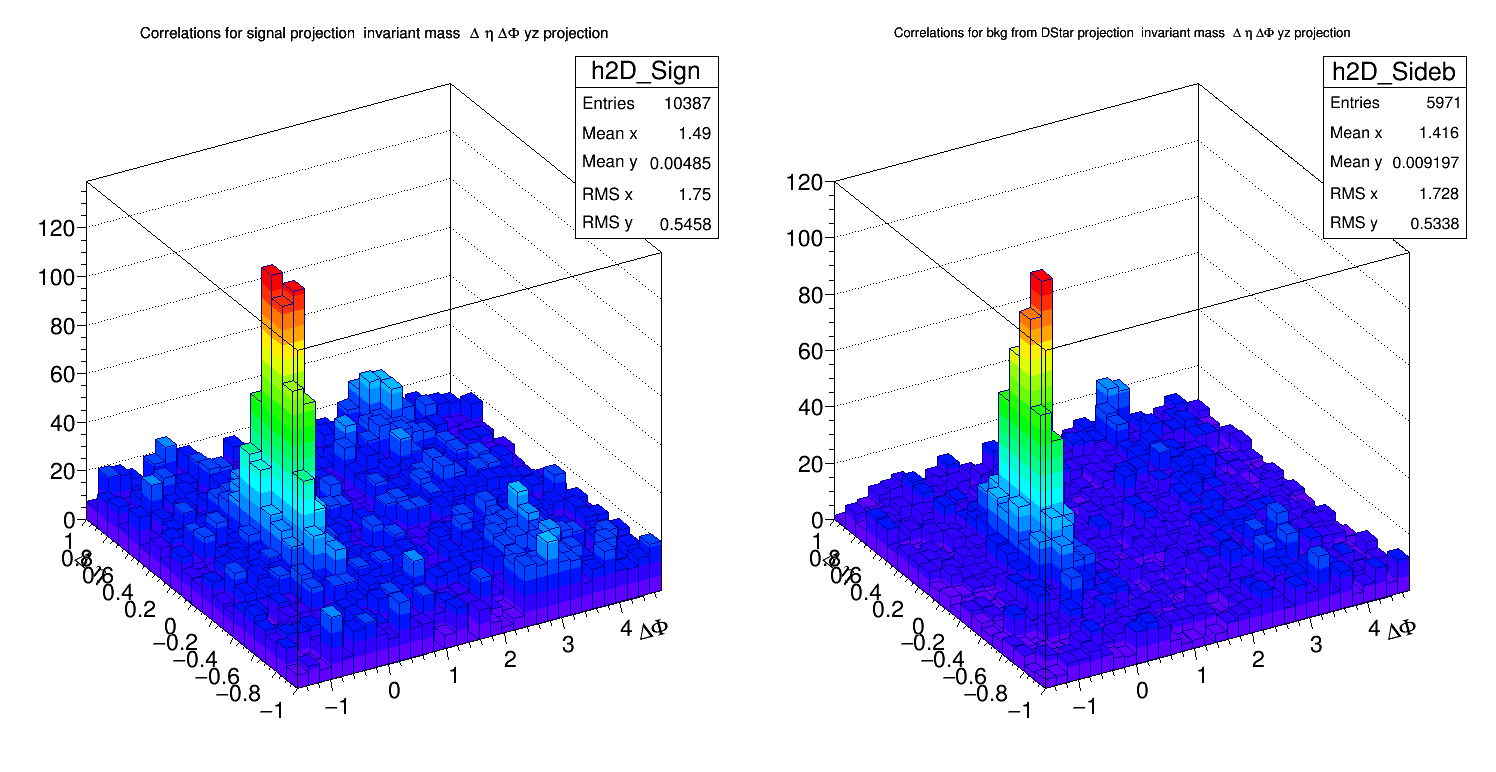 Correlations for signal projection invariant mass Δ η ΔΦ yz projection
h2D_Sign
Entries 10387
Mean x 1.49
Mean y 0.00485
RMS x 1.75
RMS y 0.5458
120
100
80
60
40
20
0
1
0.8
0.6
0.4
0.2
0
−0.2
−0.4
−0.6
−0.8
−1
Δ η
−1
0
1
2
3
4
ΔΦ
Correlations for bkg from DStar projection invariant mass Δ η ΔΦ yz projection
h2D_Sideb
Entries 5971
Mean x 1.416
Mean y 0.009197
RMS x 1.728
RMS y 0.5338
120
100
80
60
40
20
0
1
0.8
0.6
0.4
0.2
0
−0.2
−0.4
−0.6
−0.8
−1
Δ η
−1
0
1
2
3
4
ΔΦ